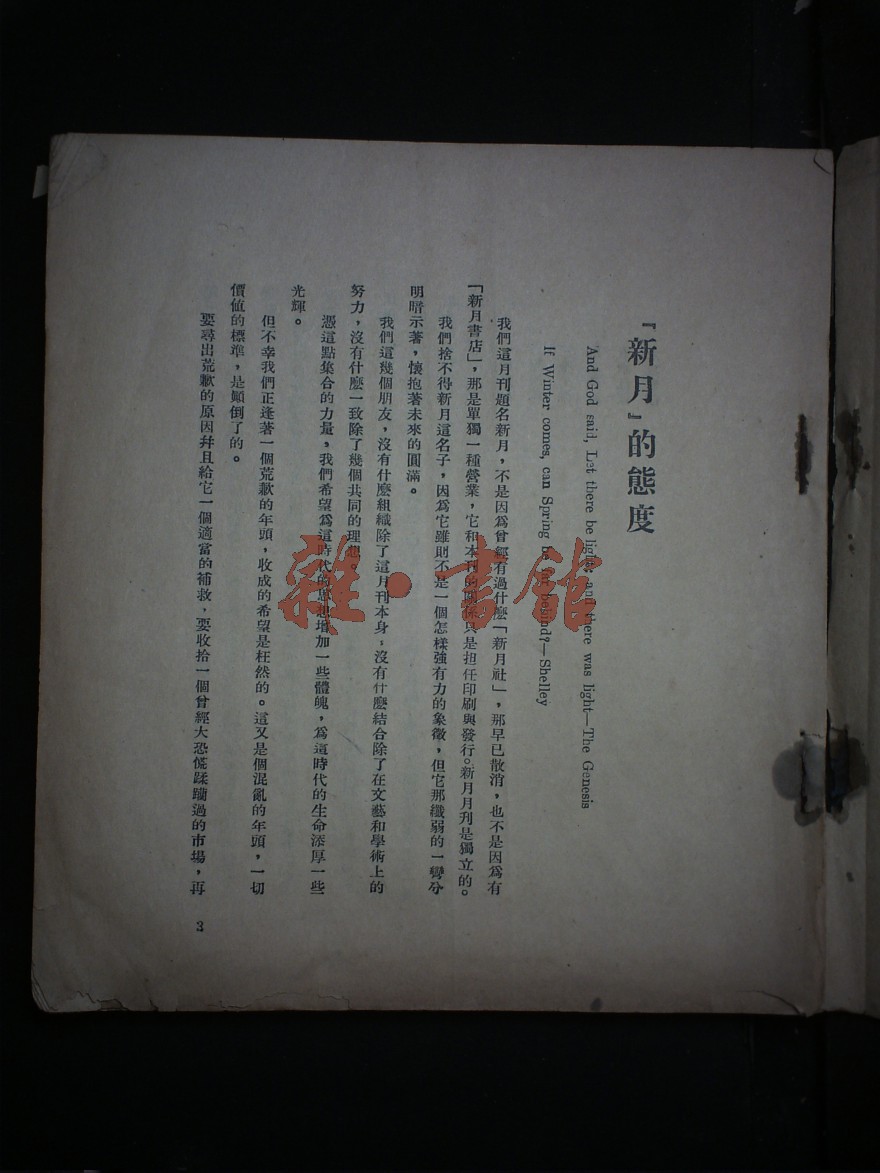 『新月』的態度
And God said, Let there be light: and there was light—The Genesis
If Winter comes, can Spring be far behind?—Shelley
我們這月刊題名新月，不是因爲曾經有過什麼「新月社」，那早已散消，也不是因爲有
「新月書店」，那是單獨一種營業，它和本刊的關係只是担任印刷與發行。新月月刊是獨立的。
我們捨不得新月這名子，因爲它雖則不是一個怎樣強有力的象徵，但它那纖弱的一彎分
明暗示著，懷抱著未來的圓滿。
我們這幾個朋友，沒有什麼組織除了這月刊本身，沒有什麼結合除了在文藝和學術上的
努力，沒有什麼一致除了幾個共同的理想。
憑這點集合的力量，我們希望爲這時代的思想增加一些體魄，爲這時代的生命添厚一些
光輝。
但不幸我們正逢著一個荒歉的年頭，收成的希望是枉然的。這又是個混亂的年頭，一切
價值的標準，是顚倒了的。
要尋出荒歉的原因幷且給它一個適當的補救，要收拾一個曾經大恐慌蹂躪過的市場，再
3
雜·書館